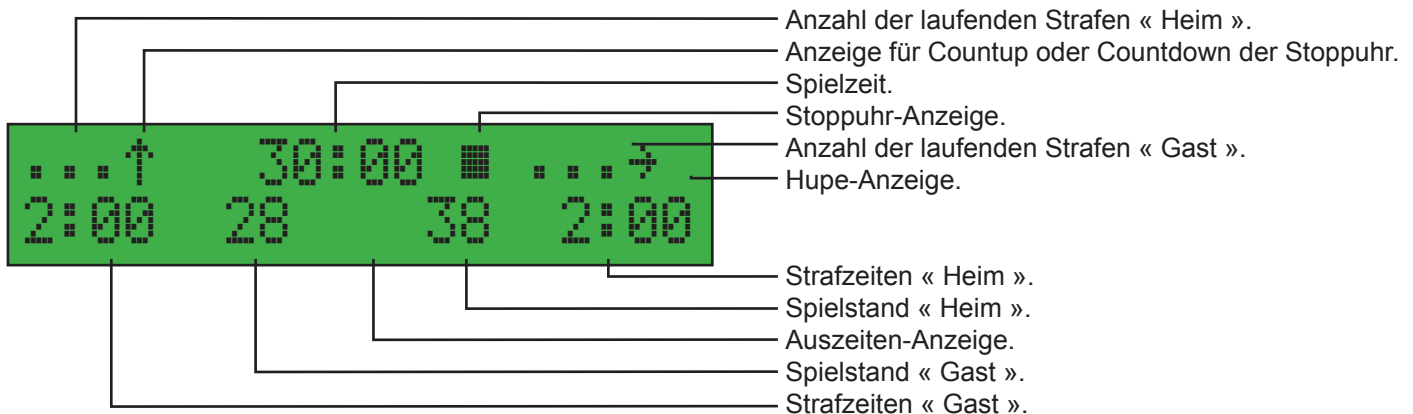 Anzahl der laufenden Strafen « Heim ».
Anzeige für Countup oder Countdown der Stoppuhr.
Spielzeit.
Stoppuhr-Anzeige.
Anzahl der laufenden Strafen « Gast ».
Hupe-Anzeige.
...↑ 30:00 ■ ...→
2:00 28 38 2:00
Strafzeiten « Heim ».
Spielstand « Heim ».
Auszeiten-Anzeige.
Spielstand « Gast ».
Strafzeiten « Gast ».